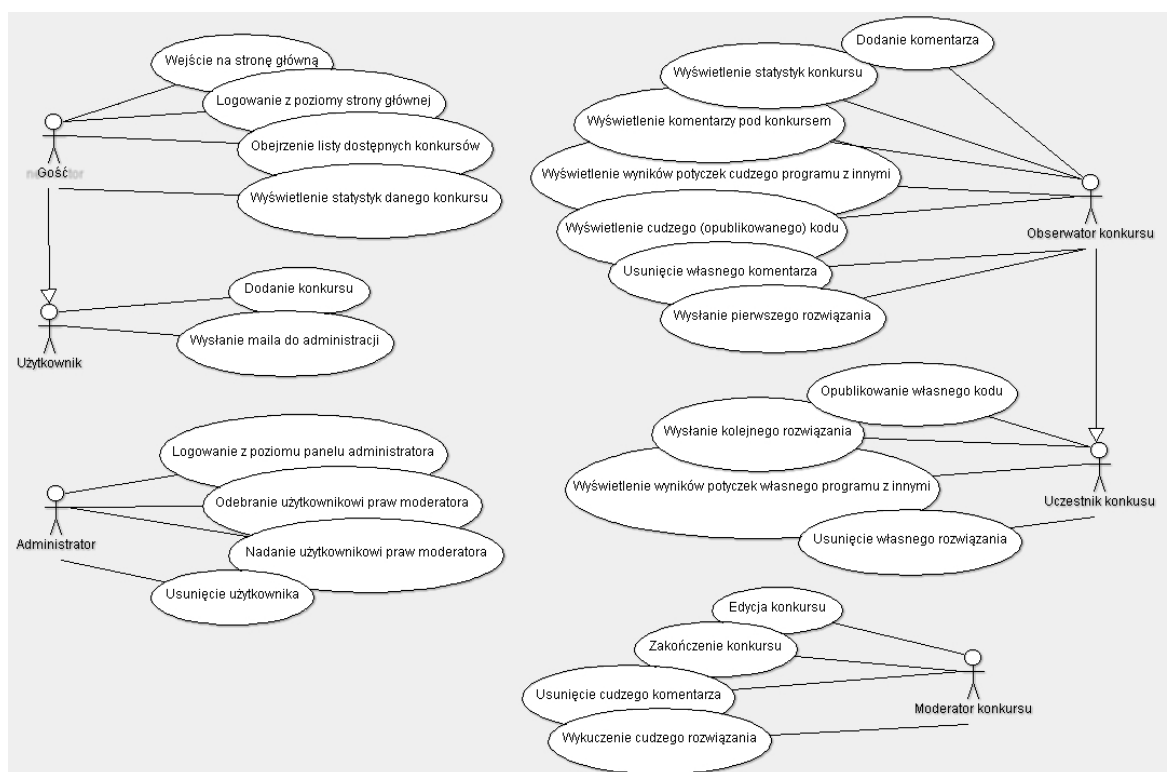 Wejście na stronę główną
Logowanie z poziomy strony głównej
Obejrzenie listy dostępnych konkursów
Gość
Wyświetlenie statystyk danego konkursu
Dodanie konkursu
Wysłanie maila do administracji
Użytkownik
Logowanie z poziomu panelu administratora
Odebranie użytkownikowi praw moderatora
Administrator
Nadanie użytkownikowi praw moderatora
Usunięcie użytkownika
Dodanie komentarza
Wyświetlenie statystyk konkursu
Wyświetlenie komentarzy pod konkursem
Wyświetlenie wyników potyczek cudzego programu z innymi
Wyświetlenie cudzego (opublikowanego) kodu
Obserwator konkursu
Usunięcie własnego komentarza
Wysłanie pierwszego rozwiązania
Opublikowanie własnego kodu
Wysłanie kolejnego rozwiązania
Wyświetlenie wyników potyczek własnego programu z innymi
Uczestnik konkusu
Usunięcie własnego rozwiązania
Edycja konkursu
Zakończenie konkursu
Usunięcie cudzego komentarza
Moderator konkursu
Wykuczenie cudzego rozwiązania